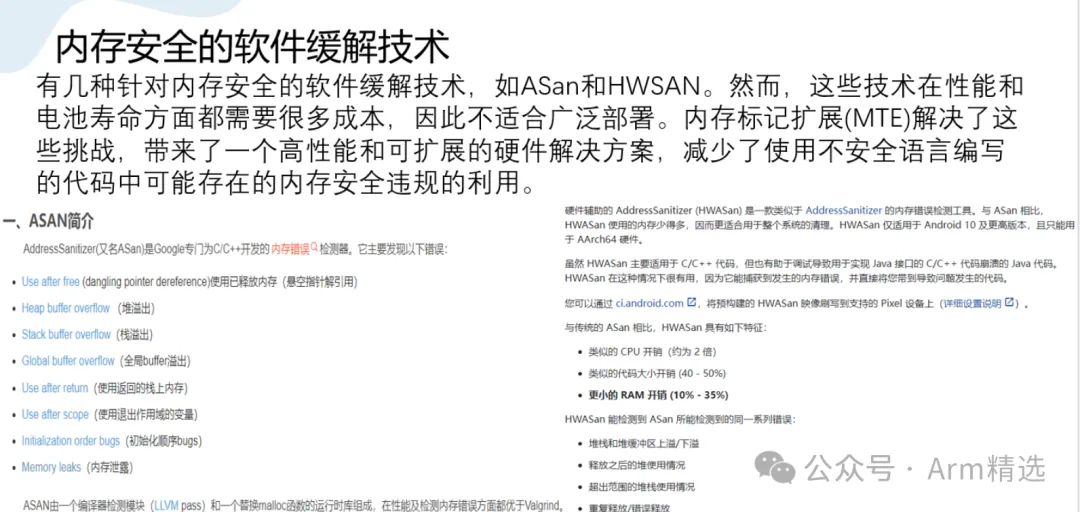 内存安全的软件缓解技术
有几种针对内存安全的软件缓解技术，如ASan和HWSAN。然而，这些技术在性能和
电池寿命方面都需要很多成本，因此不适合广泛部署。内存标记扩展(MTE)解决了这
些挑战，带来了一个高性能和可扩展的硬件解决方案，减少了使用不安全语言编写
的代码中可能存在的内存安全违规的利用。
一、ASAN简介
AddressSanitizer(又名ASan)是Google专门为C/C++开发的内存错误检测器。它主要发现以下错误:
• Use after free (dangling pointer dereference)使用已释放内存（悬空指针解引用）
• Heap buffer overflow （堆溢出）
• Stack buffer overflow（栈溢出）
• Global buffer overflow（全局buffer溢出）
• Use after return（使用返回的栈上内存）
• Use after scope（使用退出作用域的变量）
• Initialization order bugs（初始化顺序bugs）
• Memory leaks（内存泄露）
ASAN由一个编译器检测模块（LLVM pass）和一个替换malloc函数的运行时库组成，在性能及检测内存错误方面都优于Valgrind。
硬件辅助的 AddressSanitizer (HWASan) 是一款类似于 AddressSanitizer 的内存错误检测工具。与 ASan 相比，
HWASan 使用的内存少得多，因而更适合用于整个系统的清理。HWASan 仅适用于 Android 10 及更高版本，且只能用
于 AArch64 硬件。
虽然 HWASan 主要适用于 C/C++ 代码，但也有助于调试导致用于实现 Java 接口的 C/C++ 代码崩溃的 Java 代码。
HWASan 在这种情况下很有用，因为它能捕获到发生的内存错误，并直接将您带到导致问题发生的代码。
您可以通过 ci.android.com，将预构建的 HWASan 映像刷写到支持的 Pixel 设备上（详细设置说明）。
与传统的 ASan 相比，HWASan 具有如下特征：
• 类似的 CPU 开销（约为 2 倍）
• 类似的代码大小开销 (40 - 50%)
• 更小的 RAM 开销 (10% - 35%)
HWASan 能检测到 ASan 所能检测到的同一系列错误：
• 堆栈和堆缓冲区上溢/下溢
• 释放之后的堆使用情况
• 超出范围的堆栈使用情况
• 重复释放/错误释放
公众号 · Arm精选